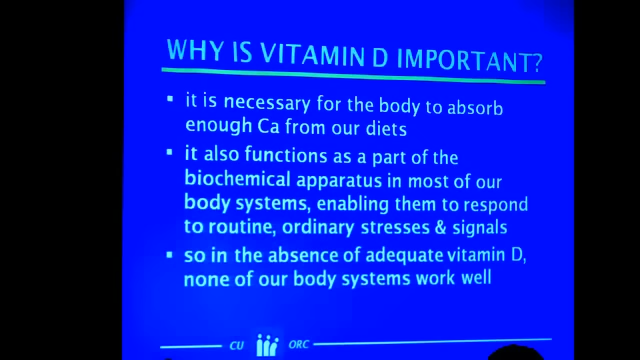 WHY IS VITAMIN D IMPORTANT?
▪ it is necessary for the body to absorb
enough Ca from our diets
▪ it also functions as a part of the
biochemical apparatus in most of our
body systems, enabling them to respond
to routine, ordinary stresses & signals
▪ so in the absence of adequate vitamin D,
none of our body systems work well
CU ORC